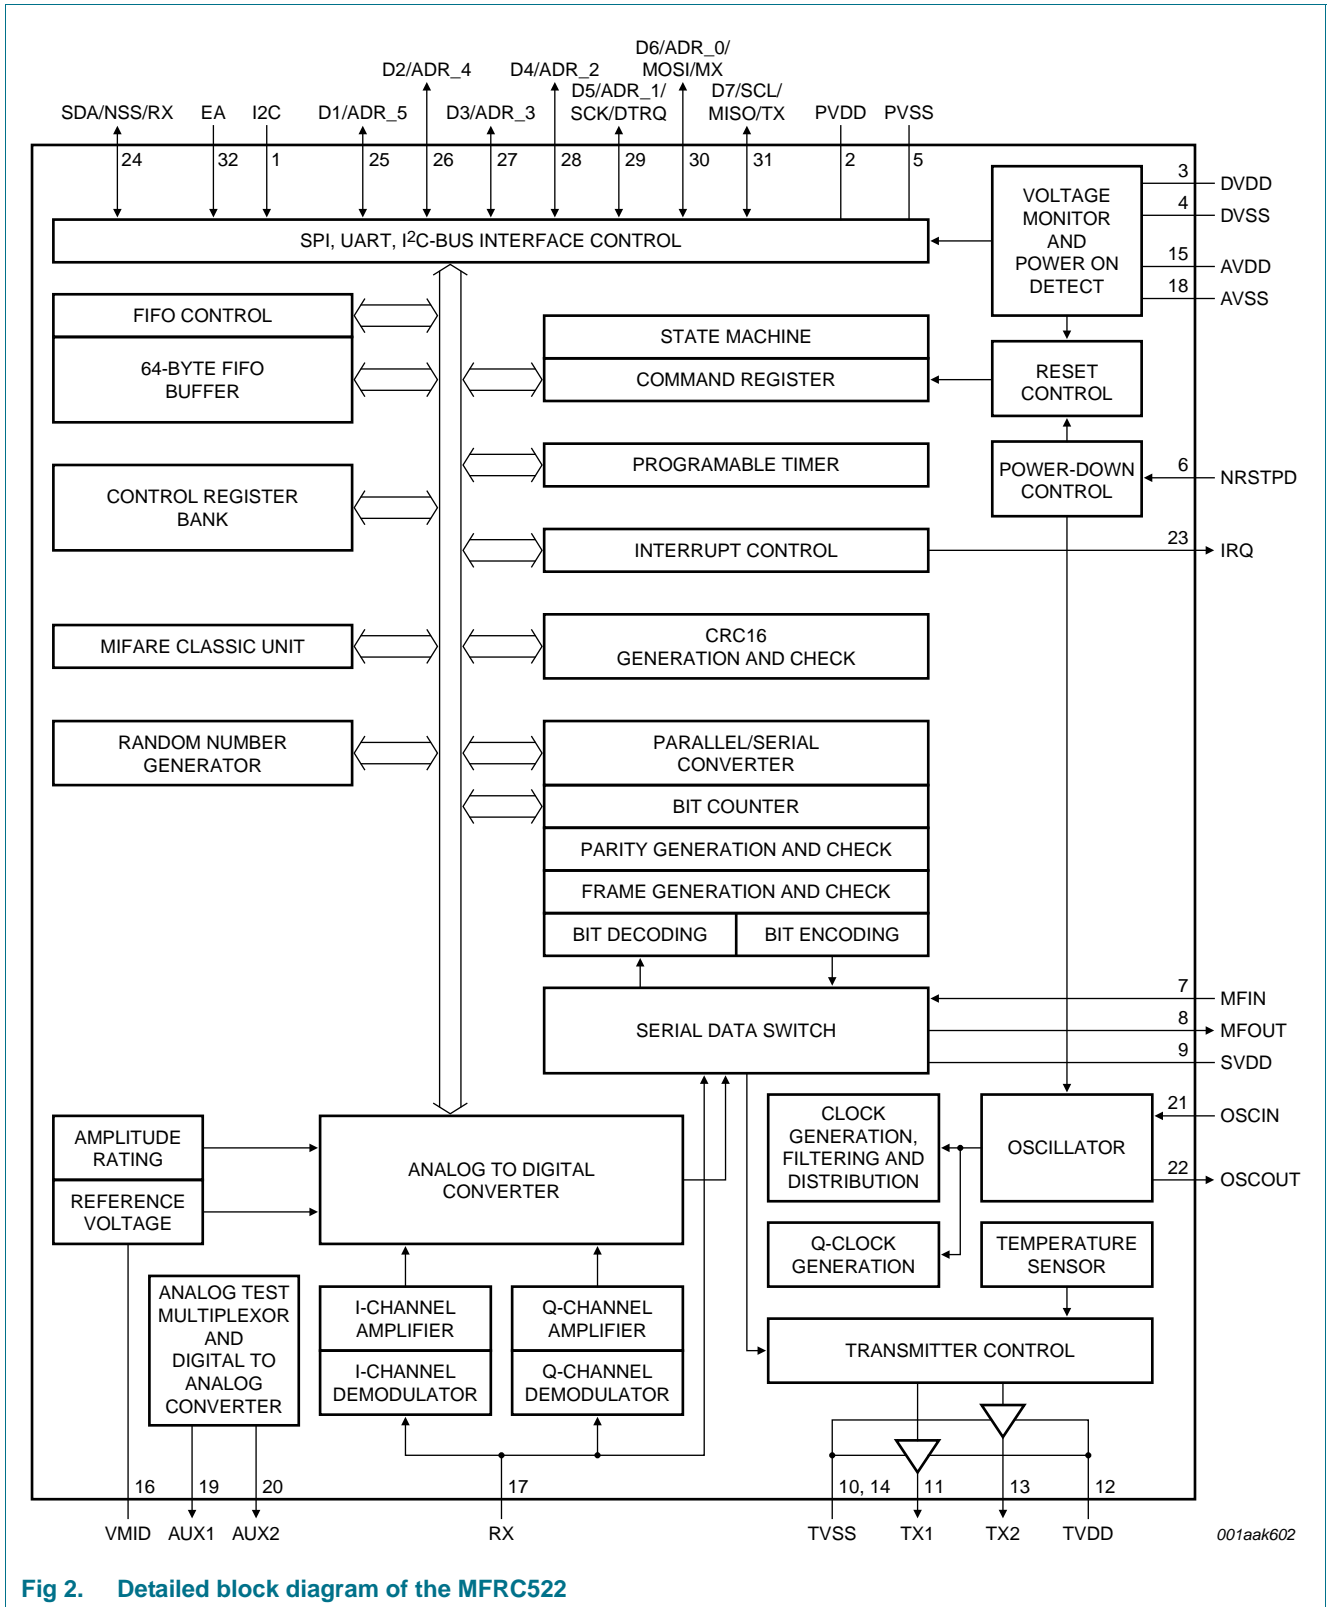 D6/ADR_0/
MOSI/MX
D2/ADR_4
D4/ADR_2
D5/ADR_1/
SCK/DTRQ
D7/SCL/
MISO/TX
SDA/NSS/RX
EA
I2C
D1/ADR_5
D3/ADR_3
PVDD
PVSS
24
32
1
25
26
27
28
29
30
31
2
5
3
DVDD
4
DVSS
15
AVDD
18
AVSS
VOLTAGE
MONITOR
AND
POWER ON
DETECT
SPI, UART, I2C-BUS INTERFACE CONTROL
FIFO CONTROL
64-BYTE FIFO
BUFFER
STATE MACHINE
COMMAND REGISTER
RESET
CONTROL
CONTROL REGISTER
BANK
PROGRAMABLE TIMER
POWER-DOWN
CONTROL
6
NRSTPD
INTERRUPT CONTROL
23
IRQ
MIFARE CLASSIC UNIT
CRC16
GENERATION AND CHECK
RANDOM NUMBER
GENERATOR
PARALLEL/SERIAL
CONVERTER
BIT COUNTER
PARITY GENERATION AND CHECK
FRAME GENERATION AND CHECK
BIT DECODING
BIT ENCODING
SERIAL DATA SWITCH
7
MFIN
8
MFOUT
9
SVDD
AMPLITUDE
RATING
REFERENCE
VOLTAGE
ANALOG TO DIGITAL
CONVERTER
CLOCK
GENERATION,
FILTERING AND
DISTRIBUTION
OSCILLATOR
21
OSCIN
22
OSCOUT
Q-CLOCK
GENERATION
TEMPERATURE
SENSOR
ANALOG TEST
MULTIPLEXOR
AND
DIGITAL TO
ANALOG
CONVERTER
I-CHANNEL
AMPLIFIER
I-CHANNEL
DEMODULATOR
Q-CHANNEL
AMPLIFIER
Q-CHANNEL
DEMODULATOR
TRANSMITTER CONTROL
16
19
20
17
10, 14
11
13
12
VMID
AUX1
AUX2
RX
TVSS
TX1
TX2
TVDD
001aak602
Fig 2. Detailed block diagram of the MFRC522